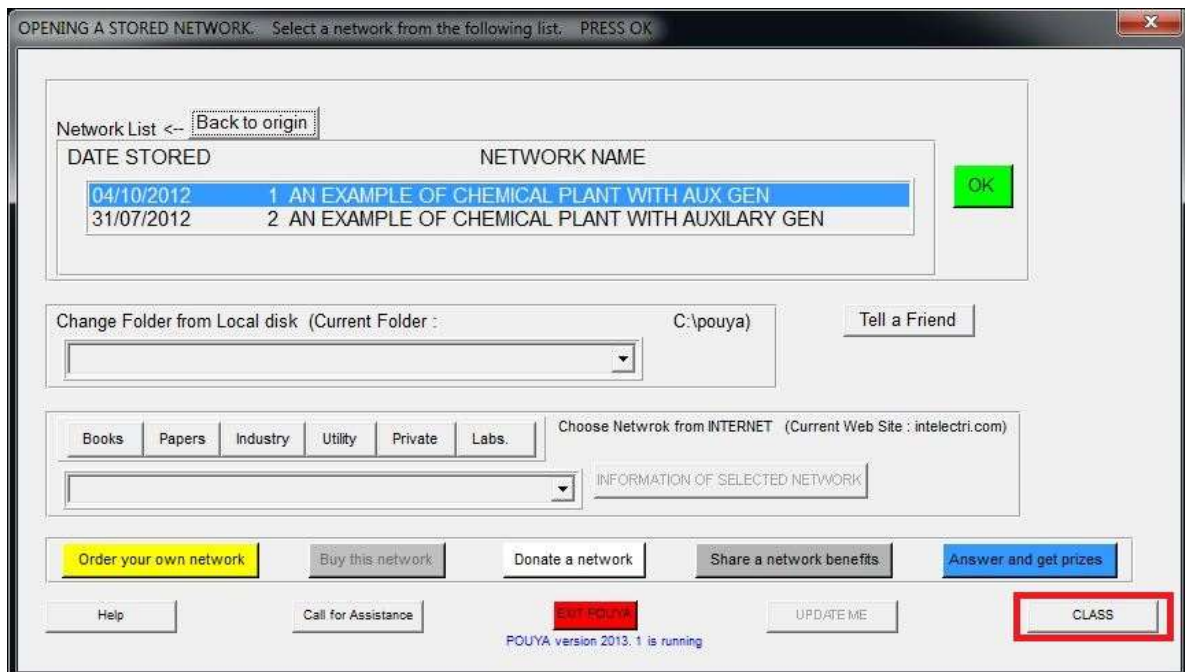 OPENING A STORED NETWORK. Select a network from the following list. PRESS OK
Network List <-- Back to origin
DATE STORED NETWORK NAME
04/10/2012 1 AN EXAMPLE OF CHEMICAL PLANT WITH AUX GEN
31/07/2012 2 AN EXAMPLE OF CHEMICAL PLANT WITH AUXILARY GEN
OK
Change Folder from Local disk (Current Folder : C:\pouya)
Tell a Friend
Books Papers Industry Utility Private Labs.
Choose Netwrok from INTERNET (Current Web Site : intelectri.com)
INFORMATION OF SELECTED NETWORK
Order your own network Buy this network Donate a network Share a network benefits Answer and get prizes
Help Call for Assistance EXIT POUYA UPDATE ME CLASS
POUYA version 2013. 1 is running